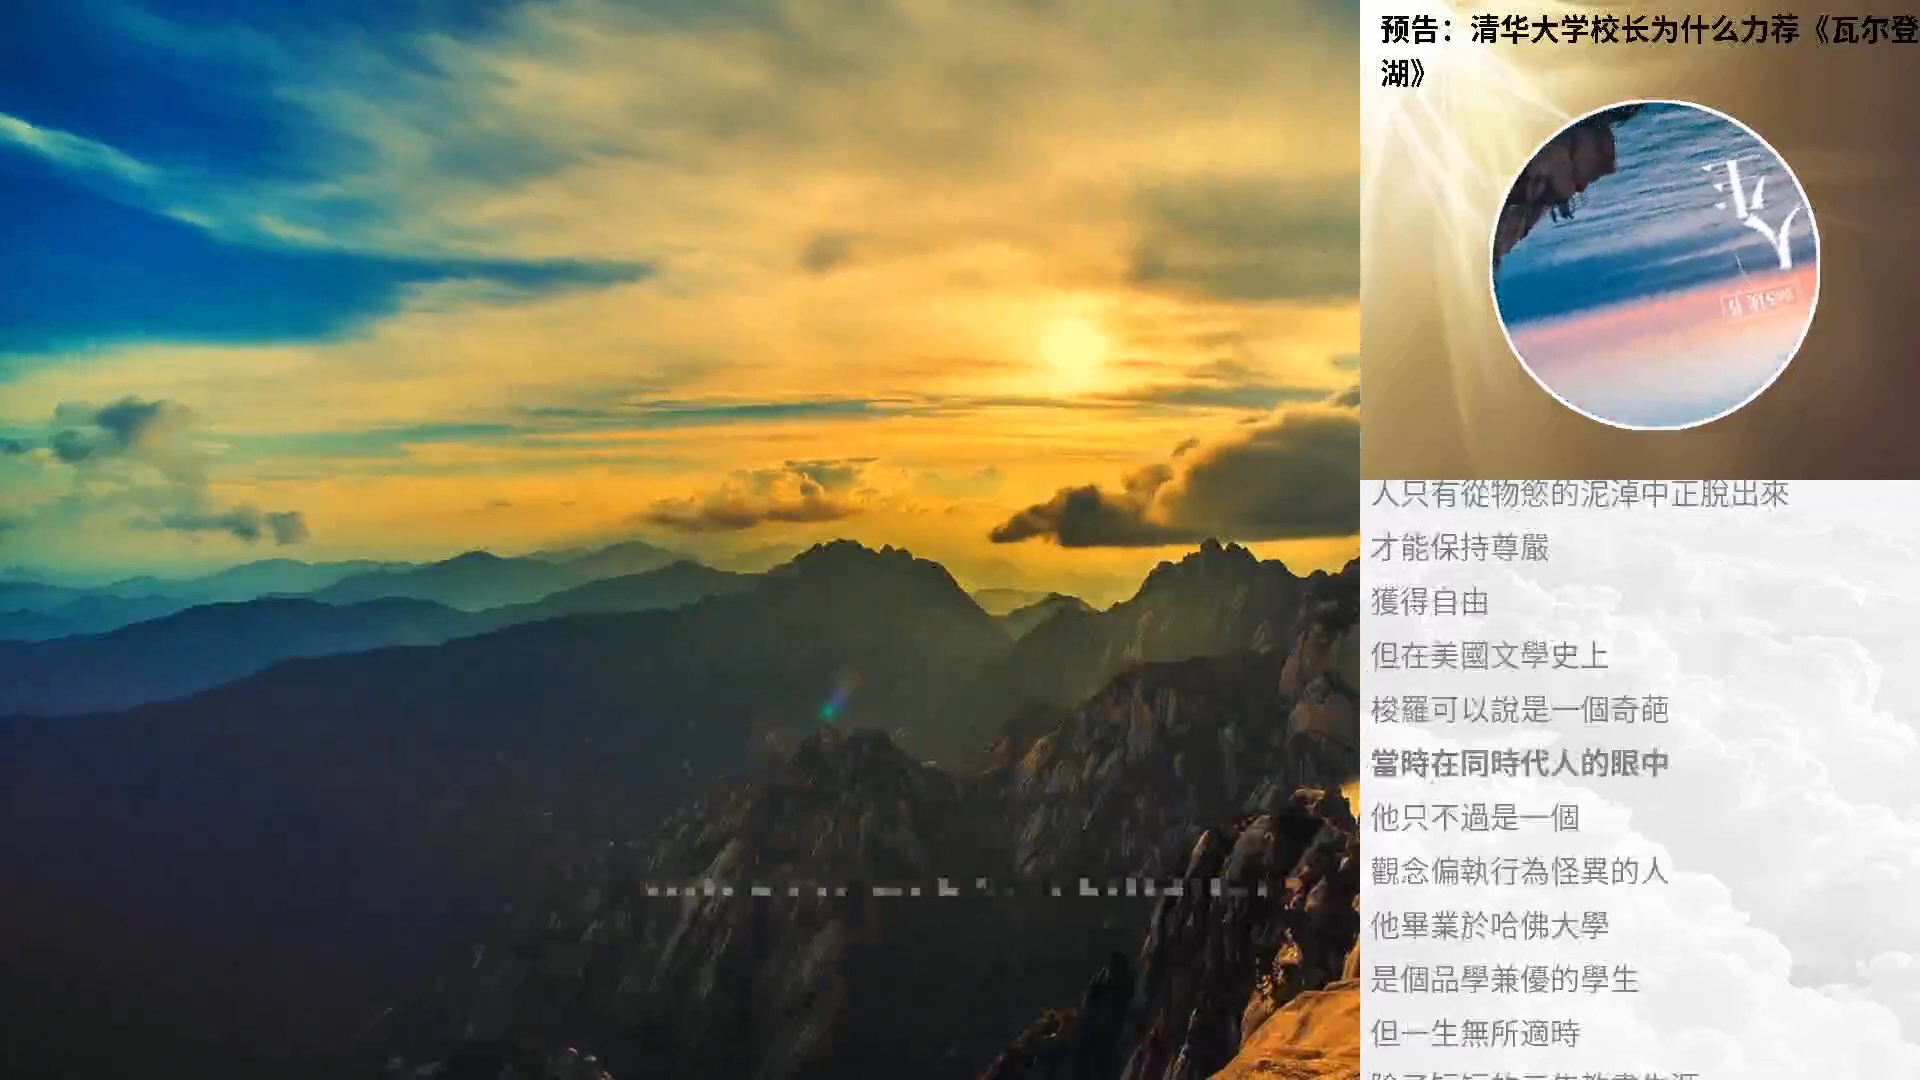 预告：清华大学校长为什么力荐《瓦尔登
湖》
人只有從物慾的泥淖中正脫出來
才能保持尊嚴
獲得自由
但在美國文學史上
梭羅可以說是一個奇葩
當時在同時代人的眼中
他只不過是一個
觀念偏執行為怪異的人
他畢業於哈佛大學
是個品學兼優的學生
但一生無所適時